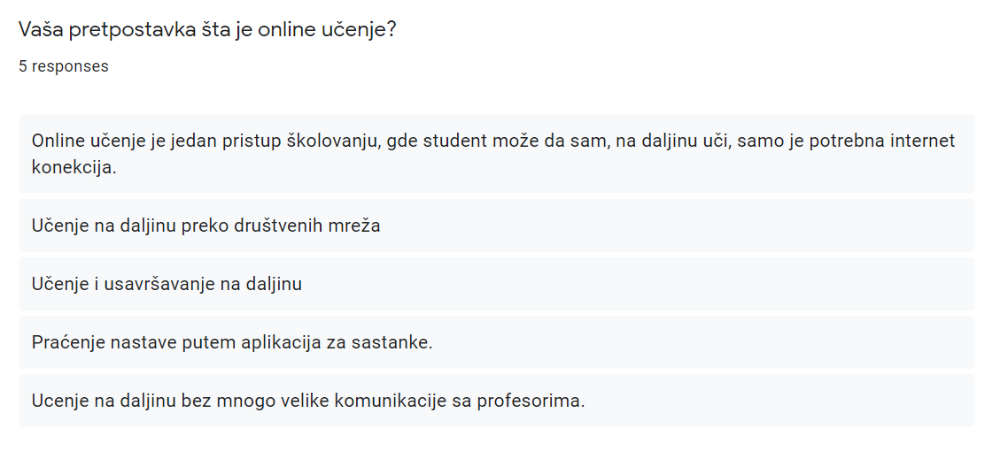 Vaša pretpostavka šta je online učenje?
5 responses
Online učenje je jedan pristup školovanju, gde student može da sam, na daljinu uči, samo je potrebna internet
konekcija.
Učenje na daljinu preko društvenih mreža
Učenje i usavršavanje na daljinu
Praćenje nastave putem aplikacija za sastanke.
Ucenje na daljinu bez mnogo velike komunikacije sa profesorima.